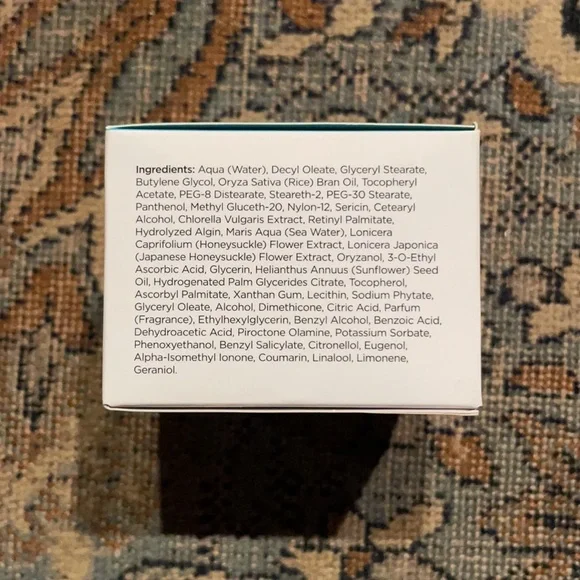 Ingredients: Aqua (Water), Decyl Oleate, Glyceryl Stearate,
Butylene Glycol, Oryza Sativa (Rice) Bran Oil, Tocopheryl
Acetate, PEG-8 Distearate, Steareth-2, PEG-30 Stearate,
Panthenol, Methyl Gluceth-20, Nylon-12, Sericin, Cetearyl
Alcohol, Chlorella Vulgaris Extract, Retinyl Palmitate,
Hydrolyzed Algin, Maris Aqua (Sea Water), Lonicera
Caprifolium (Honeysuckle) Flower Extract, Lonicera Japonica
(Japanese Honeysuckle) Flower Extract, Oryzanol, 3-O-Ethyl
Ascorbic Acid, Glycerin, Helianthus Annuus (Sunflower) Seed
Oil, Hydrogenated Palm Glycerides Citrate, Tocopherol,
Ascorbyl Palmitate, Xanthan Gum, Lecithin, Sodium Phytate,
Glyceryl Oleate, Alcohol, Dimethicone, Citric Acid, Parfum
(Fragrance), Ethylhexylglycerin, Benzyl Alcohol, Benzoic Acid,
Dehydroacetic Acid, Piroctone Olamine, Potassium Sorbate,
Phenoxyethanol, Benzyl Salicylate, Citronellol, Eugenol,
Alpha-Isomethyl Ionone, Coumarin, Linalool, Limonene,
Geraniol.